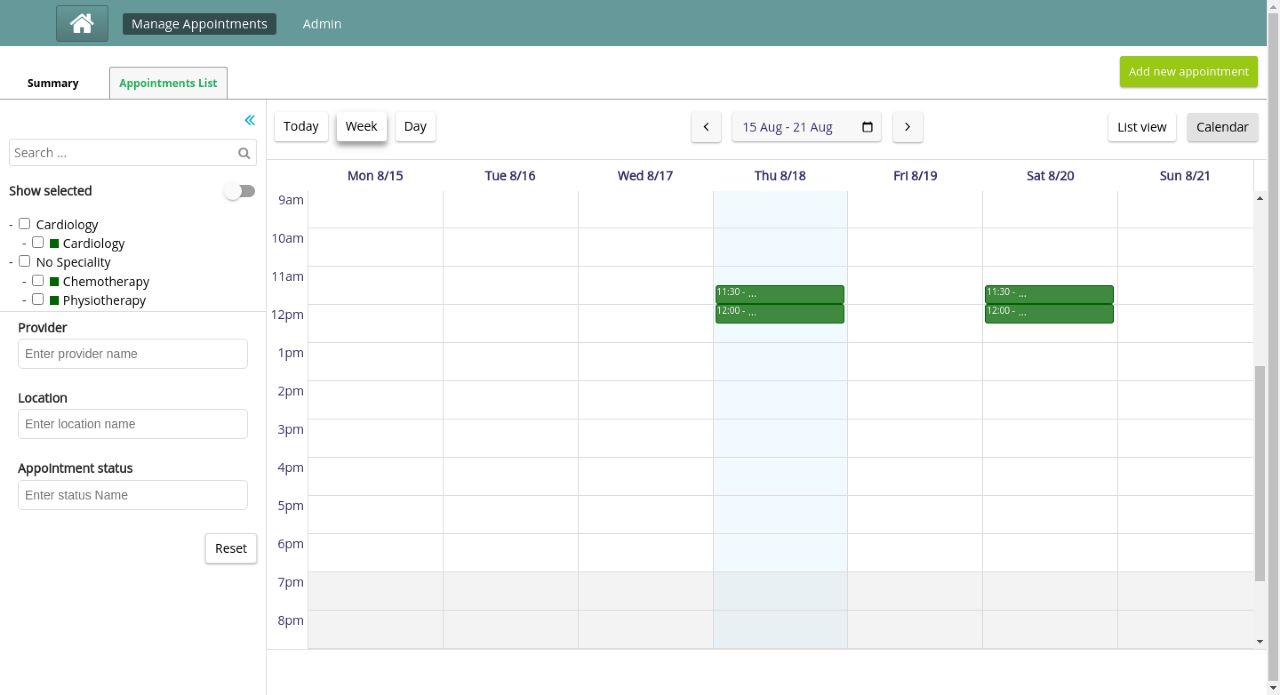 Manage Appointments Admin
Summary Appointments List Add new appointment
Today Week Day 15 Aug - 21 Aug List view Calendar
Search ...
Show selected
- Cardiology
- Cardiology
- No Speciality
- Chemotherapy
- Physiotherapy
Provider
Enter provider name
Location
Enter location name
Appointment status
Enter status Name
Reset
Mon 8/15 Tue 8/16 Wed 8/17 Thu 8/18 Fri 8/19 Sat 8/20 Sun 8/21
9am
10am
11am
11:30 - ... 11:30 - ...
12:00 - ... 12:00 - ...
12pm
1pm
2pm
3pm
4pm
5pm
6pm
7pm
8pm